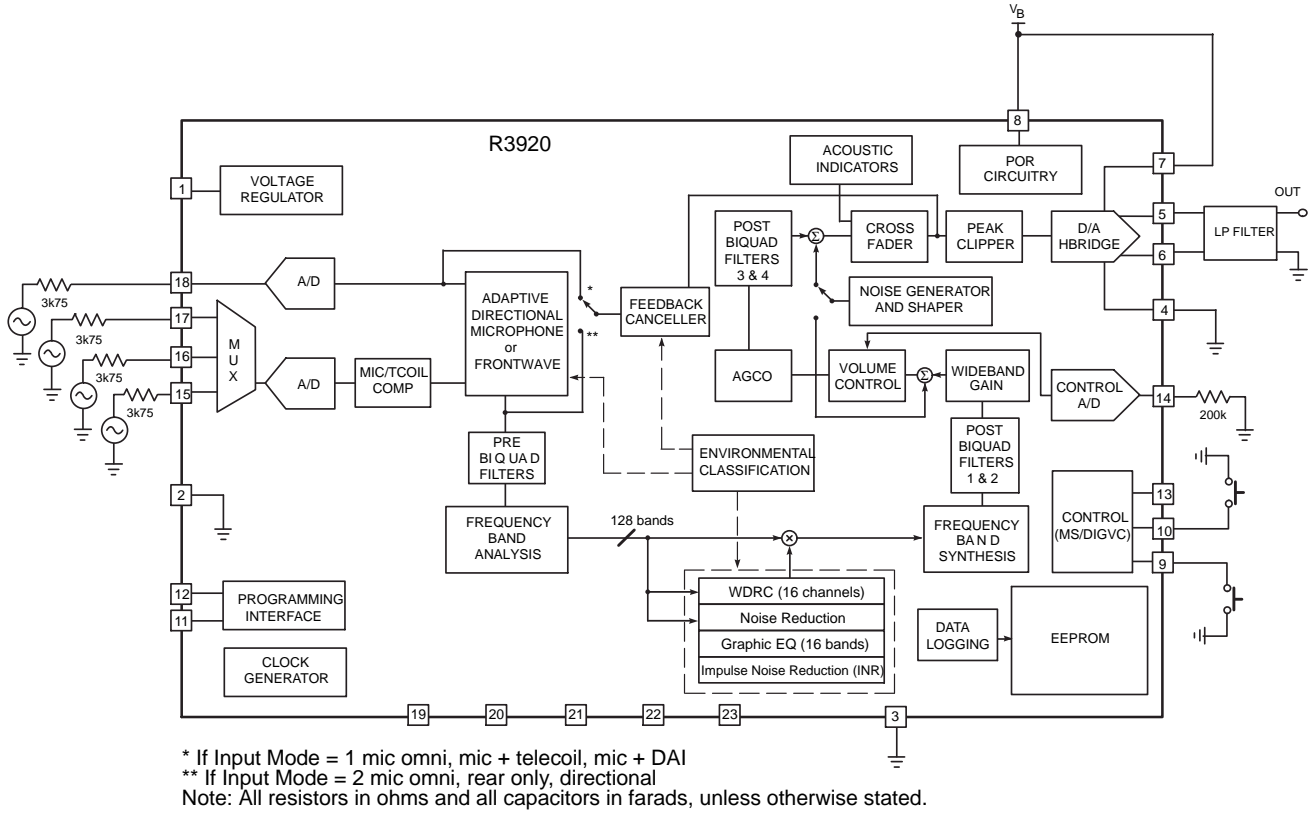 VB
8
R3920
ACOUSTIC
INDICATORS
POR
CIRCUITRY
7
1
VOLTAGE
REGULATOR
OUT
5
POST
BIQUAD
FILTERS
3 & 4
Σ
CROSS
FADER
PEAK
CLIPPER
D/A
HBRIDGE
LP FILTER
6
18
A/D
3k75
*
ADAPTIVE
DIRECTIONAL
MICROPHONE
or
FRONTWAVE
FEEDBACK
CANCELLER
NOISE GENERATOR
AND SHAPER
4
17
3k75
**
M
U
X
16
3k75
A/D
MIC/TCOIL
COMP
AGCO
VOLUME
CONTROL
Σ
WIDEBAND
GAIN
CONTROL
A/D
15
3k75
14
200k
PRE
BI Q UA D
FILTERS
ENVIRONMENTAL
CLASSIFICATION
POST
BIQUAD
FILTERS
1 & 2
2
13
CONTROL
(MS/DIGVC)
10
9
FREQUENCY
BAND
ANALYSIS
128 bands
×
FREQUENCY
BA N D
SYNTHESIS
12
PROGRAMMING
INTERFACE
11
WDRC (16 channels)
Noise Reduction
Graphic EQ (16 bands)
Impulse Noise Reduction (INR)
DATA
LOGGING
EEPROM
CLOCK
GENERATOR
19
20
21
22
23
3
* If Input Mode = 1 mic omni, mic + telecoil, mic + DAI
** If Input Mode = 2 mic omni, rear only, directional
Note: All resistors in ohms and all capacitors in farads, unless otherwise stated.